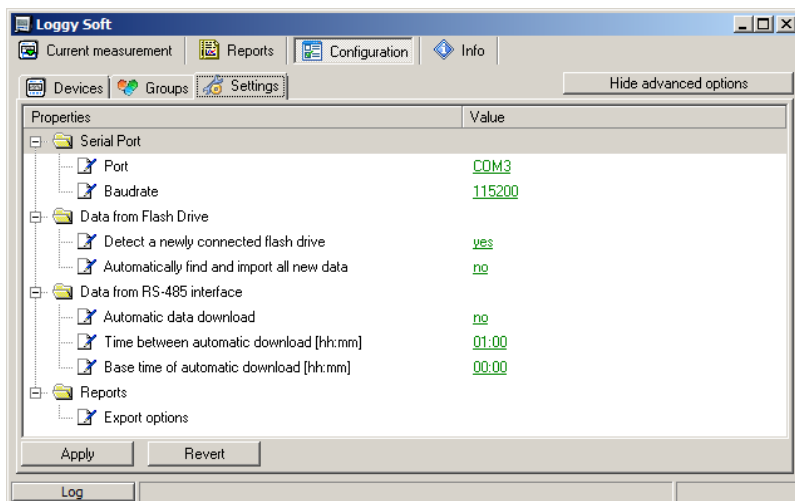 Loggy Soft
Current measurement Reports Configuration Info
Devices Groups Settings Hide advanced options
Properties Value
Serial Port
Port COM3
Baudrate 115200
Data from Flash Drive
Detect a newly connected flash drive yes
Automatically find and import all new data no
Data from RS-485 interface
Automatic data download no
Time between automatic download [hh:mm] 01:00
Base time of automatic download [hh:mm] 00:00
Reports
Export options
Apply Revert
Log